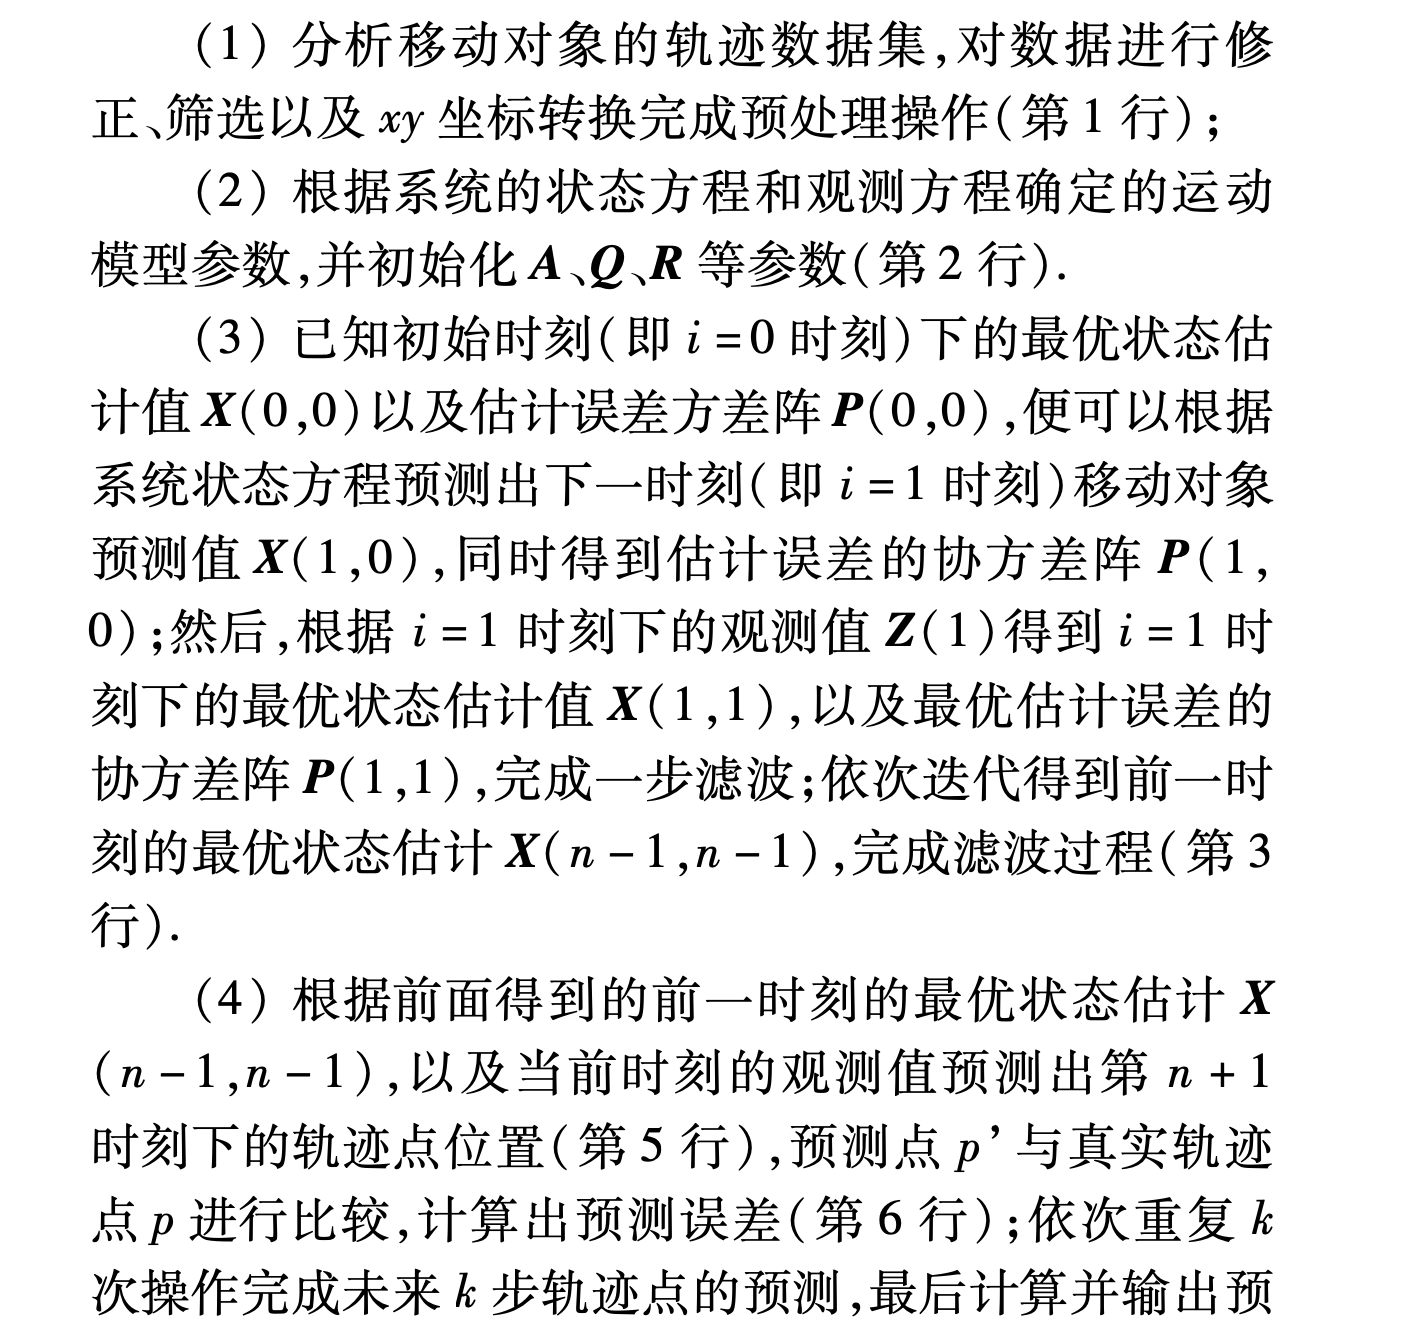 (1) 分析移动对象的轨迹数据集,对数据进行修
正、筛选以及 xy 坐标转换完成预处理操作(第 1 行);
(2) 根据系统的状态方程和观测方程确定的运动
模型参数,并初始化 A、Q、R 等参数(第 2 行).
(3) 已知初始时刻(即 i = 0 时刻)下的最优状态估
计值 X(0,0)以及估计误差方差阵 P(0,0),便可以根据
系统状态方程预测出下一时刻(即 i = 1 时刻)移动对象
预测值 X(1,0),同时得到估计误差的协方差阵 P(1,
0);然后,根据 i = 1 时刻下的观测值 Z(1)得到 i = 1 时
刻下的最优状态估计值 X(1,1),以及最优估计误差的
协方差阵 P(1,1),完成一步滤波;依次迭代得到前一时
刻的最优状态估计 X(n - 1,n - 1),完成滤波过程(第 3
行).
(4) 根据前面得到的前一时刻的最优状态估计 X
(n - 1,n - 1),以及当前时刻的观测值预测出第 n + 1
时刻下的轨迹点位置(第 5 行),预测点 p’与真实轨迹
点 p 进行比较,计算出预测误差(第 6 行);依次重复 k
次操作完成未来 k 步轨迹点的预测,最后计算并输出预